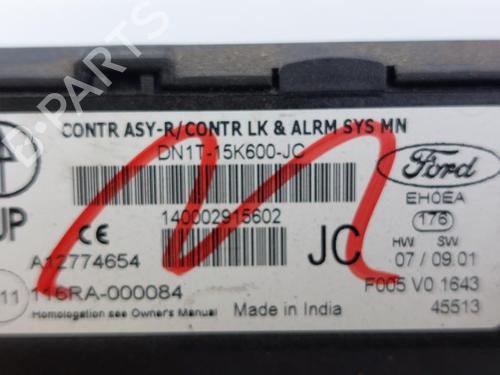 B-PARTS
CONTR ASY-R/CONTR LK & ALRM SYS MN
DN1T-15K600-JC
Ford
EHOEA
140002915602
176
UP
CE
JC
HW SW
A12774654
07 / 09.01
11
116RA-000084
F005 V0 1643
Homologation see Owner's Manual
Made in India
45513